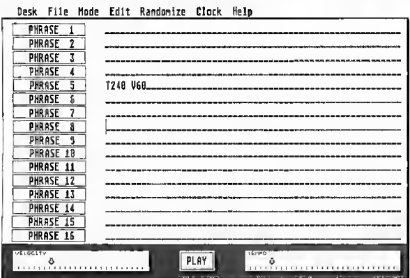 Desk File Mode Edit Randomize Clock Help
PHRASE 1
PHRASE 2
PHRASE 3
PHRASE 4
PHRASE 5 T240 V60
PHRASE 6
PHRASE 7
PHRASE 8
PHRASE 9
PHRASE 10
PHRASE 11
PHRASE 12
PHRASE 13
PHRASE 14
PHRASE 15
PHRASE 16
VELOCITY PLAY TEMPO